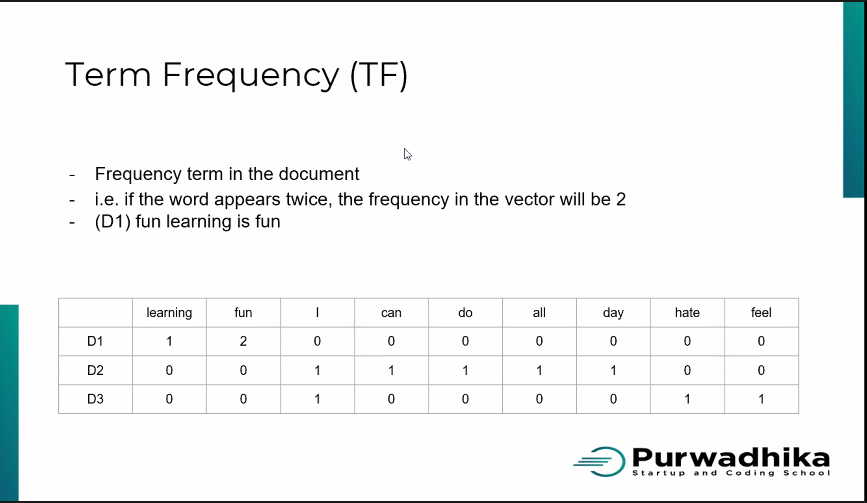 Term Frequency (TF)
- Frequency term in the document
- i.e. if the word appears twice, the frequency in the vector will be 2
- (D1) fun learning is fun
learning fun I can do all day hate feel
D1 1 2 0 0 0 0 0 0 0
D2 0 0 1 1 1 1 1 0 0
D3 0 0 1 0 0 0 0 1 1
Purwadhika
Startup and Coding School